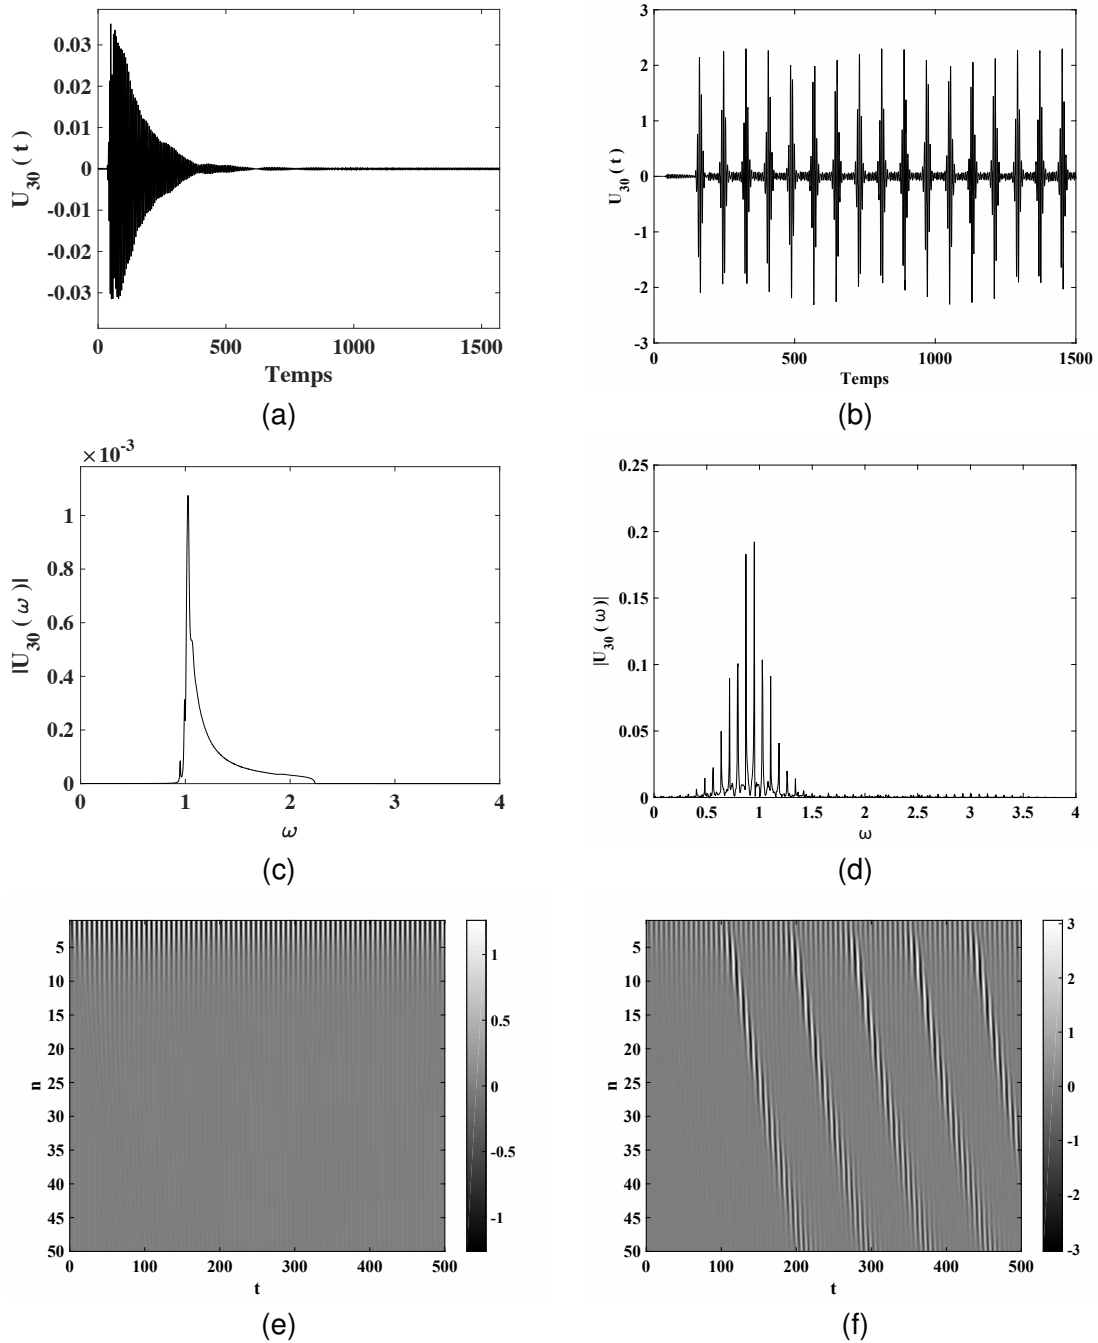 0.03
0.02
0.01
0
-0.01
-0.02
-0.03
U30 ( t )
0 500 1000 1500
Temps
(a)
3
2
1
0
-1
-2
-3
U30 ( t )
0 500 1000 1500
Temps
(b)
×10-3
1
0.8
0.6
0.4
0.2
0
|U30 ( ω )|
0 1 2 3 4
ω
(c)
0.25
0.2
0.15
0.1
0.05
0
|U30 ( ω)|
0 0.5 1 1.5 2 2.5 3 3.5 4
ω
(d)
5
10
15
20
25
30
35
40
45
50
n
0 100 200 300 400 500
t
1
0.5
0
-0.5
-1
(e)
5
10
15
20
25
30
35
40
45
50
n
0 100 200 300 400 500
t
3
2
1
0
-1
-2
-3
(f)